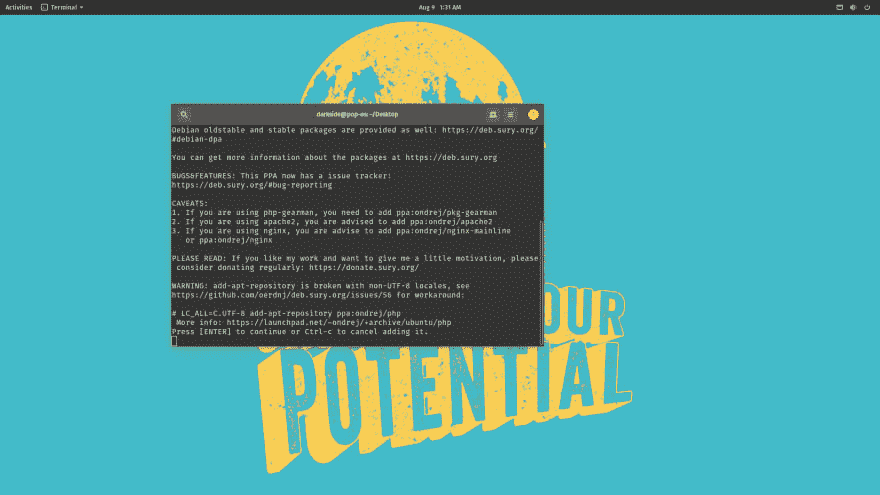 Activities Terminal Aug 9 1:31 AM
darkside@pop-os: ~/Desktop
Debian oldstable and stable packages are provided as well: https://deb.sury.org/
#debian-dpa
You can get more information about the packages at https://deb.sury.org
BUGS&FEATURES: This PPA now has a issue tracker:
https://deb.sury.org/#bug-reporting
CAVEATS:
1. If you are using php-gearman, you need to add ppa:ondrej/pkg-gearman
2. If you are using apache2, you are advised to add ppa:ondrej/apache2
3. If you are using nginx, you are advise to add ppa:ondrej/nginx-mainline
or ppa:ondrej/nginx
PLEASE READ: If you like my work and want to give me a little motivation, please
consider donating regularly: https://donate.sury.org/
WARNING: add-apt-repository is broken with non-UTF-8 locales, see
https://github.com/oerdnj/deb.sury.org/issues/56 for workaround:
# LC_ALL=C.UTF-8 add-apt-repository ppa:ondrej/php
More info: https://launchpad.net/~ondrej/+archive/ubuntu/php
Press [ENTER] to continue or Ctrl-c to cancel adding it.
OUR
POTENTIAL